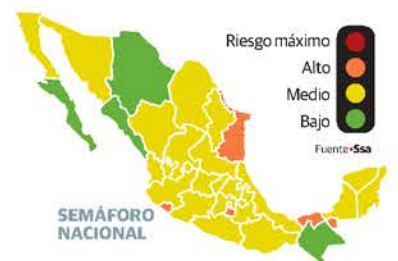 Riesgo máximo
Alto
Medio
Bajo
Fuente•Ssa
SEMÁFORO
NACIONAL